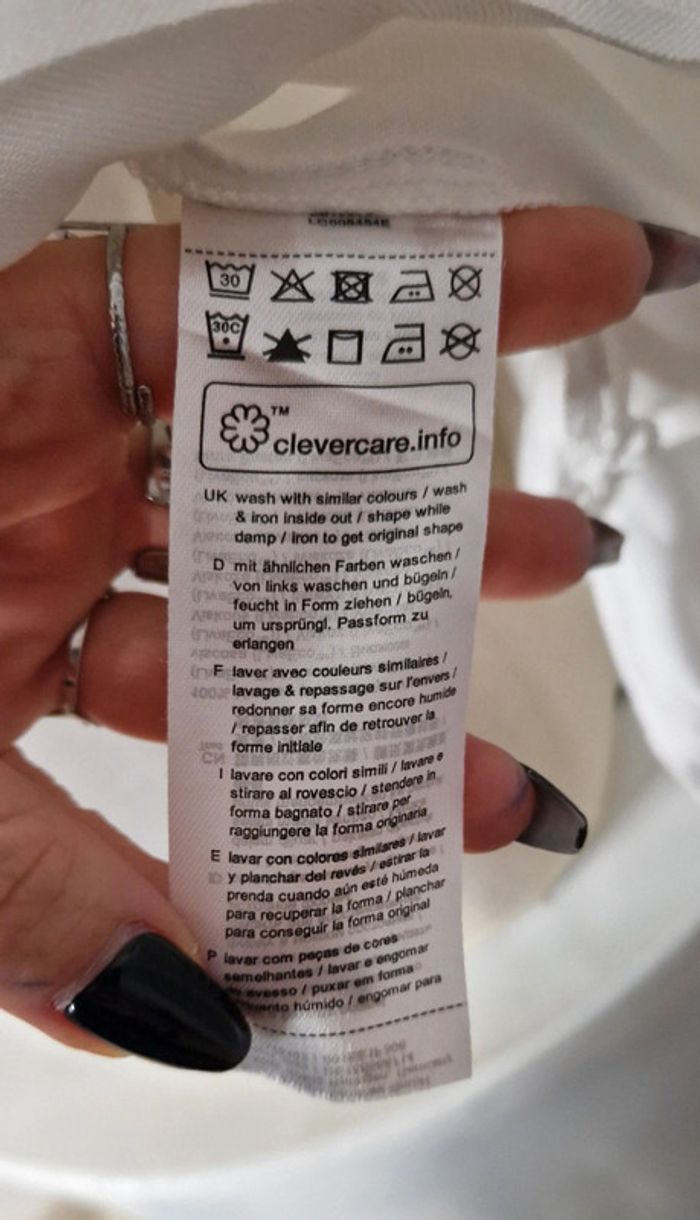 30
30C
TM
clevercare.info
UK wash with similar colours / wash
& iron inside out / shape while
damp / iron to get original shape
D mit ähnlichen Farben waschen /
von links waschen und bügeln /
feucht in Form ziehen / bügeln,
um ursprüngl. Passform zu
erlangen
F laver avec couleurs similaires /
lavage & repassage sur l'envers /
redonner sa forme encore humide
/ repasser afin de retrouver la
forme initiale
I lavare con colori simili / lavare e
stirare al rovescio / stendere in
forma bagnato / stirare per
raggiungere la forma originaria
E lavar con colores similares / lavar
y planchar del revés / estirar la
prenda cuando aún esté húmeda
para recuperar la forma / planchar
para conseguir la forma original
P lavar com peças de cores
semelhantes / lavar e engomar
avesso / puxar em forma
húmido / engomar para